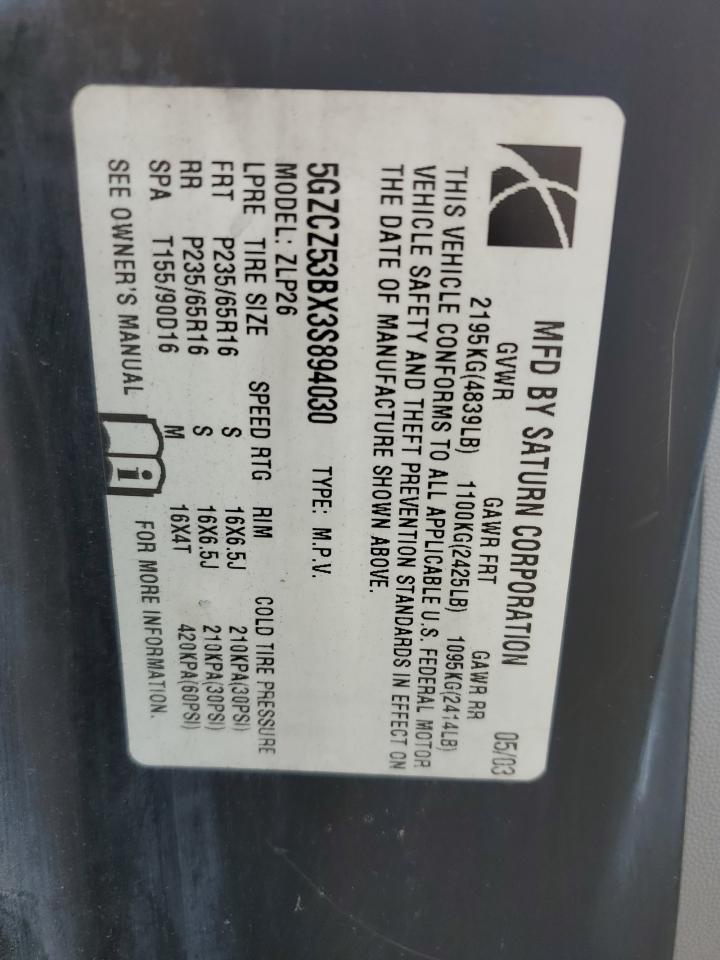 MFD BY SATURN CORPORATION 05/03
GVWR GAWR FRT GAWR RR
2195KG(4839LB) 1100KG(2425LB) 1095KG(2414LB)
THIS VEHICLE CONFORMS TO ALL APPLICABLE U.S. FEDERAL MOTOR
VEHICLE SAFETY AND THEFT PREVENTION STANDARDS IN EFFECT ON
THE DATE OF MANUFACTURE SHOWN ABOVE.
5GZCZ53BX3S894030 TYPE: M.P.V.
MODEL: ZLP26
LPRE TIRE SIZE SPEED RTG RIM COLD TIRE PRESSURE
FRT P235/65R16 S 16X6.5J 210KPA(30PSI)
RR P235/65R16 S 16X6.5J 210KPA(30PSI)
SPA T155/90D16 M 16X4T 420KPA(60PSI)
SEE OWNER'S MANUAL i FOR MORE INFORMATION.